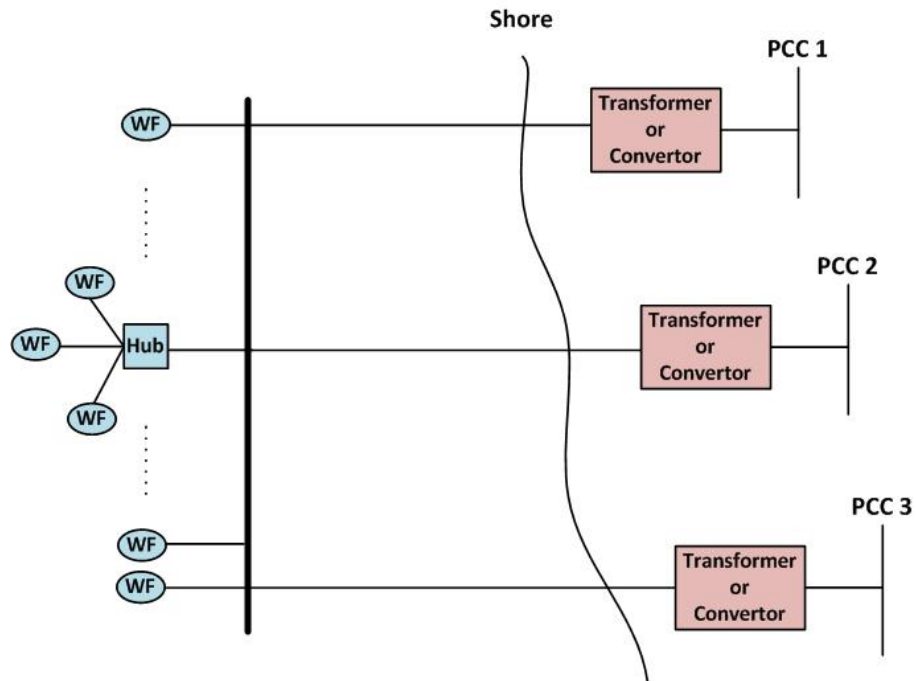 Shore
PCC 1
WF
Transformer
or
Convertor
PCC 2
WF
WF
Hub
Transformer
or
Convertor
WF
PCC 3
WF
WF
Transformer
or
Convertor